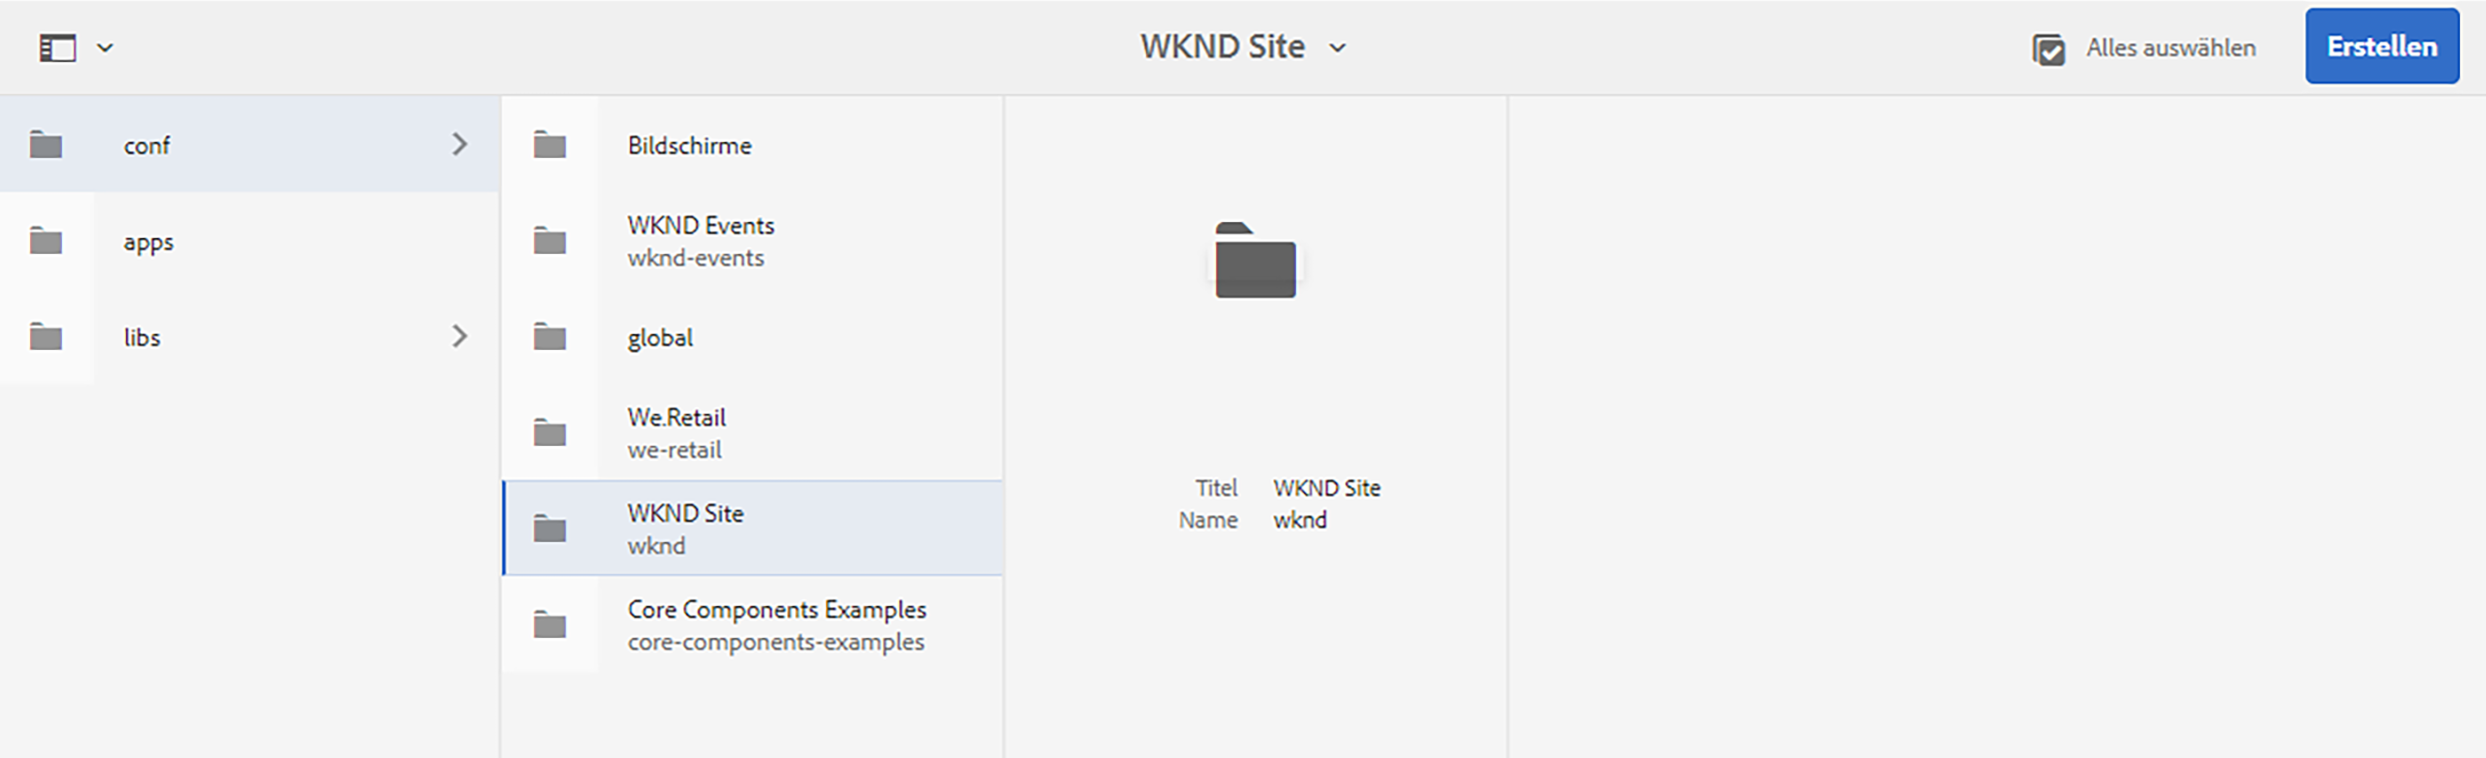 WKND Site
Alles auswählen
Erstellen
conf
apps
libs
Bildschirme
WKND Events
wknd-events
global
We.Retail
we-retail
WKND Site
wknd
Core Components Examples
core-components-examples
Titel WKND Site
Name wknd